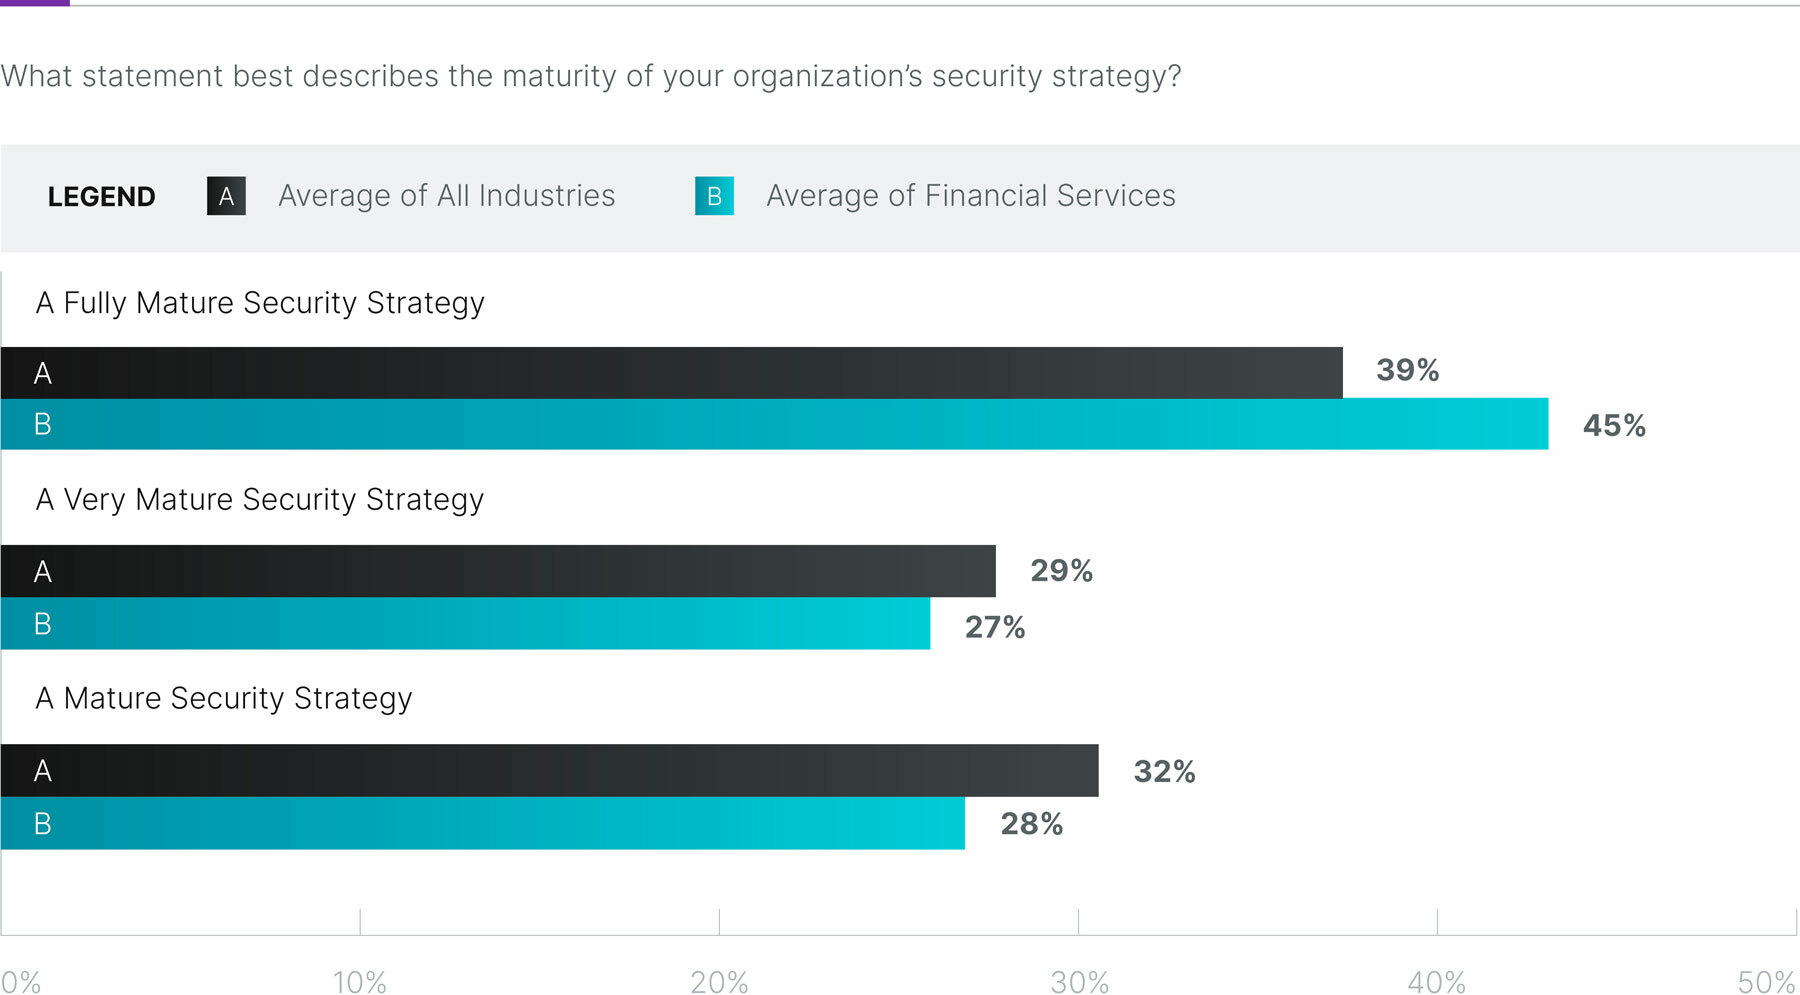 What statement best describes the maturity of your organization’s security strategy?
LEGEND A Average of All Industries B Average of Financial Services
A Fully Mature Security Strategy
A 39%
B 45%
A Very Mature Security Strategy
A 29%
B 27%
A Mature Security Strategy
A 32%
B 28%
0% 10% 20% 30% 40% 50%